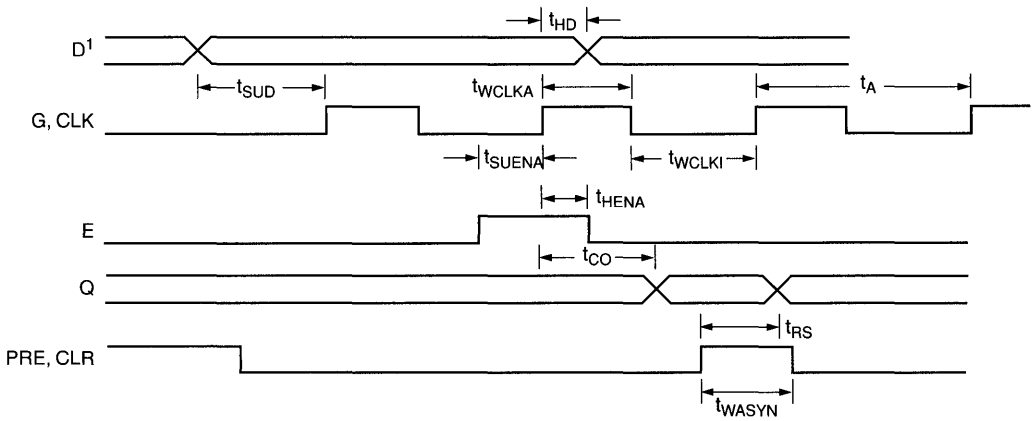 tHD
D¹
tSUD
tWCLKA
tA
G, CLK
tSUENA
tWCLKI
tHENA
E
tCO
Q
tRS
PRE, CLR
tWASYN